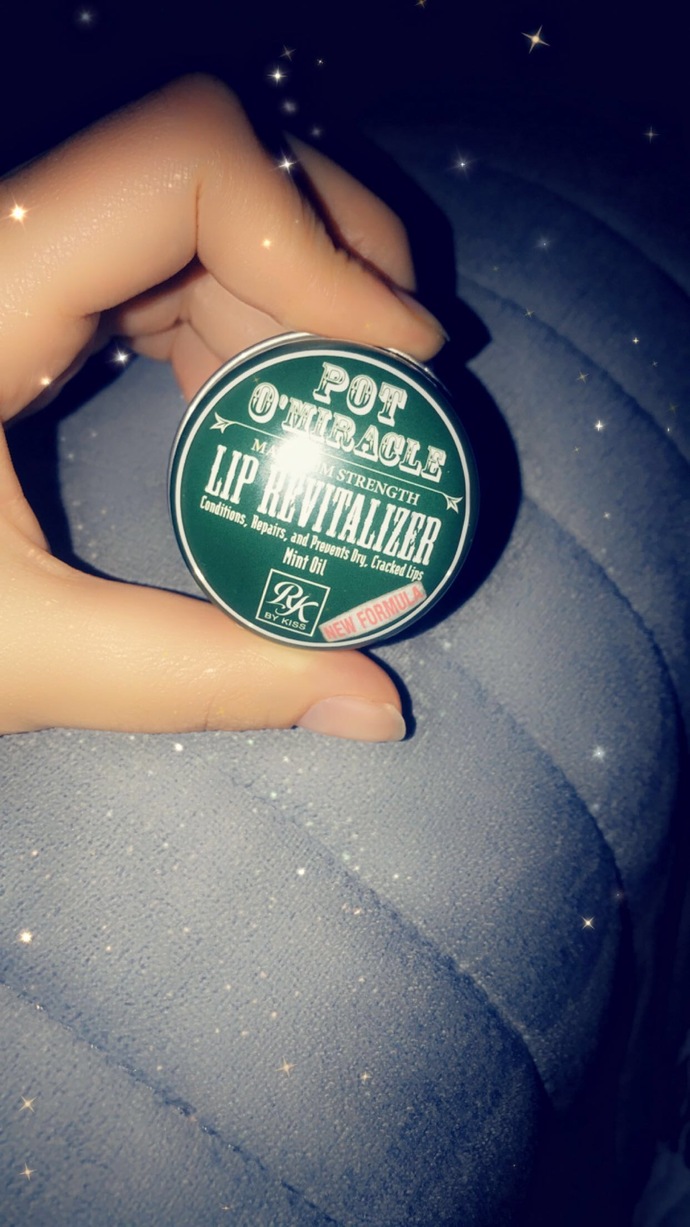 POT
O'MIRACLE
STRENGTH
LIP REVITALIZER
Conditions, Repairs, and Prevents Dry, Cracked Lips
Mint Oil
RK
BY KISS
NEW FORMULA